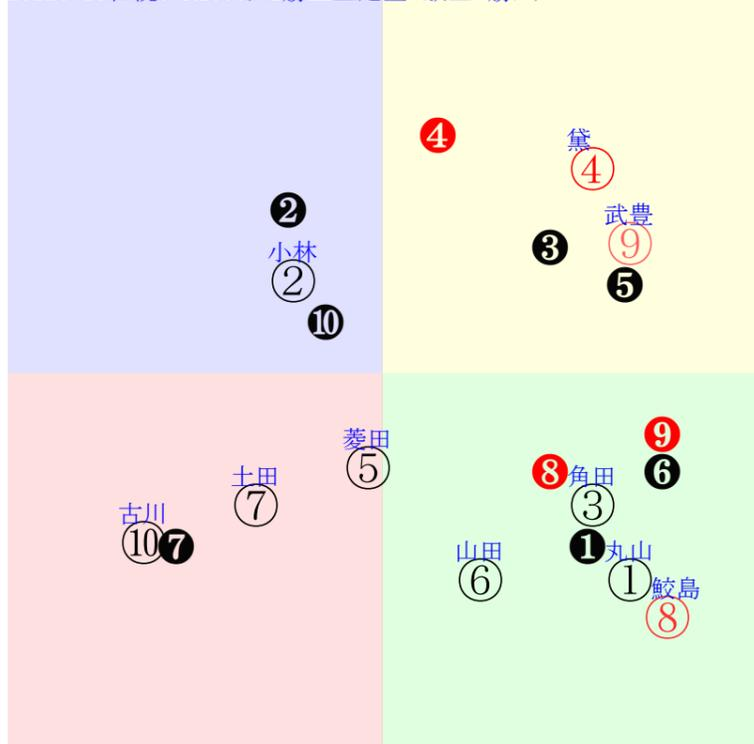 ❹
黛
④
❷
武豊
❸
⑨
小林
②
❺
❿
菱田
❾
⑤
❽
角田
❻
土田
⑦
③
古川
⑩
❼
❶
山田
丸山
⑥
①
鮫島
⑧